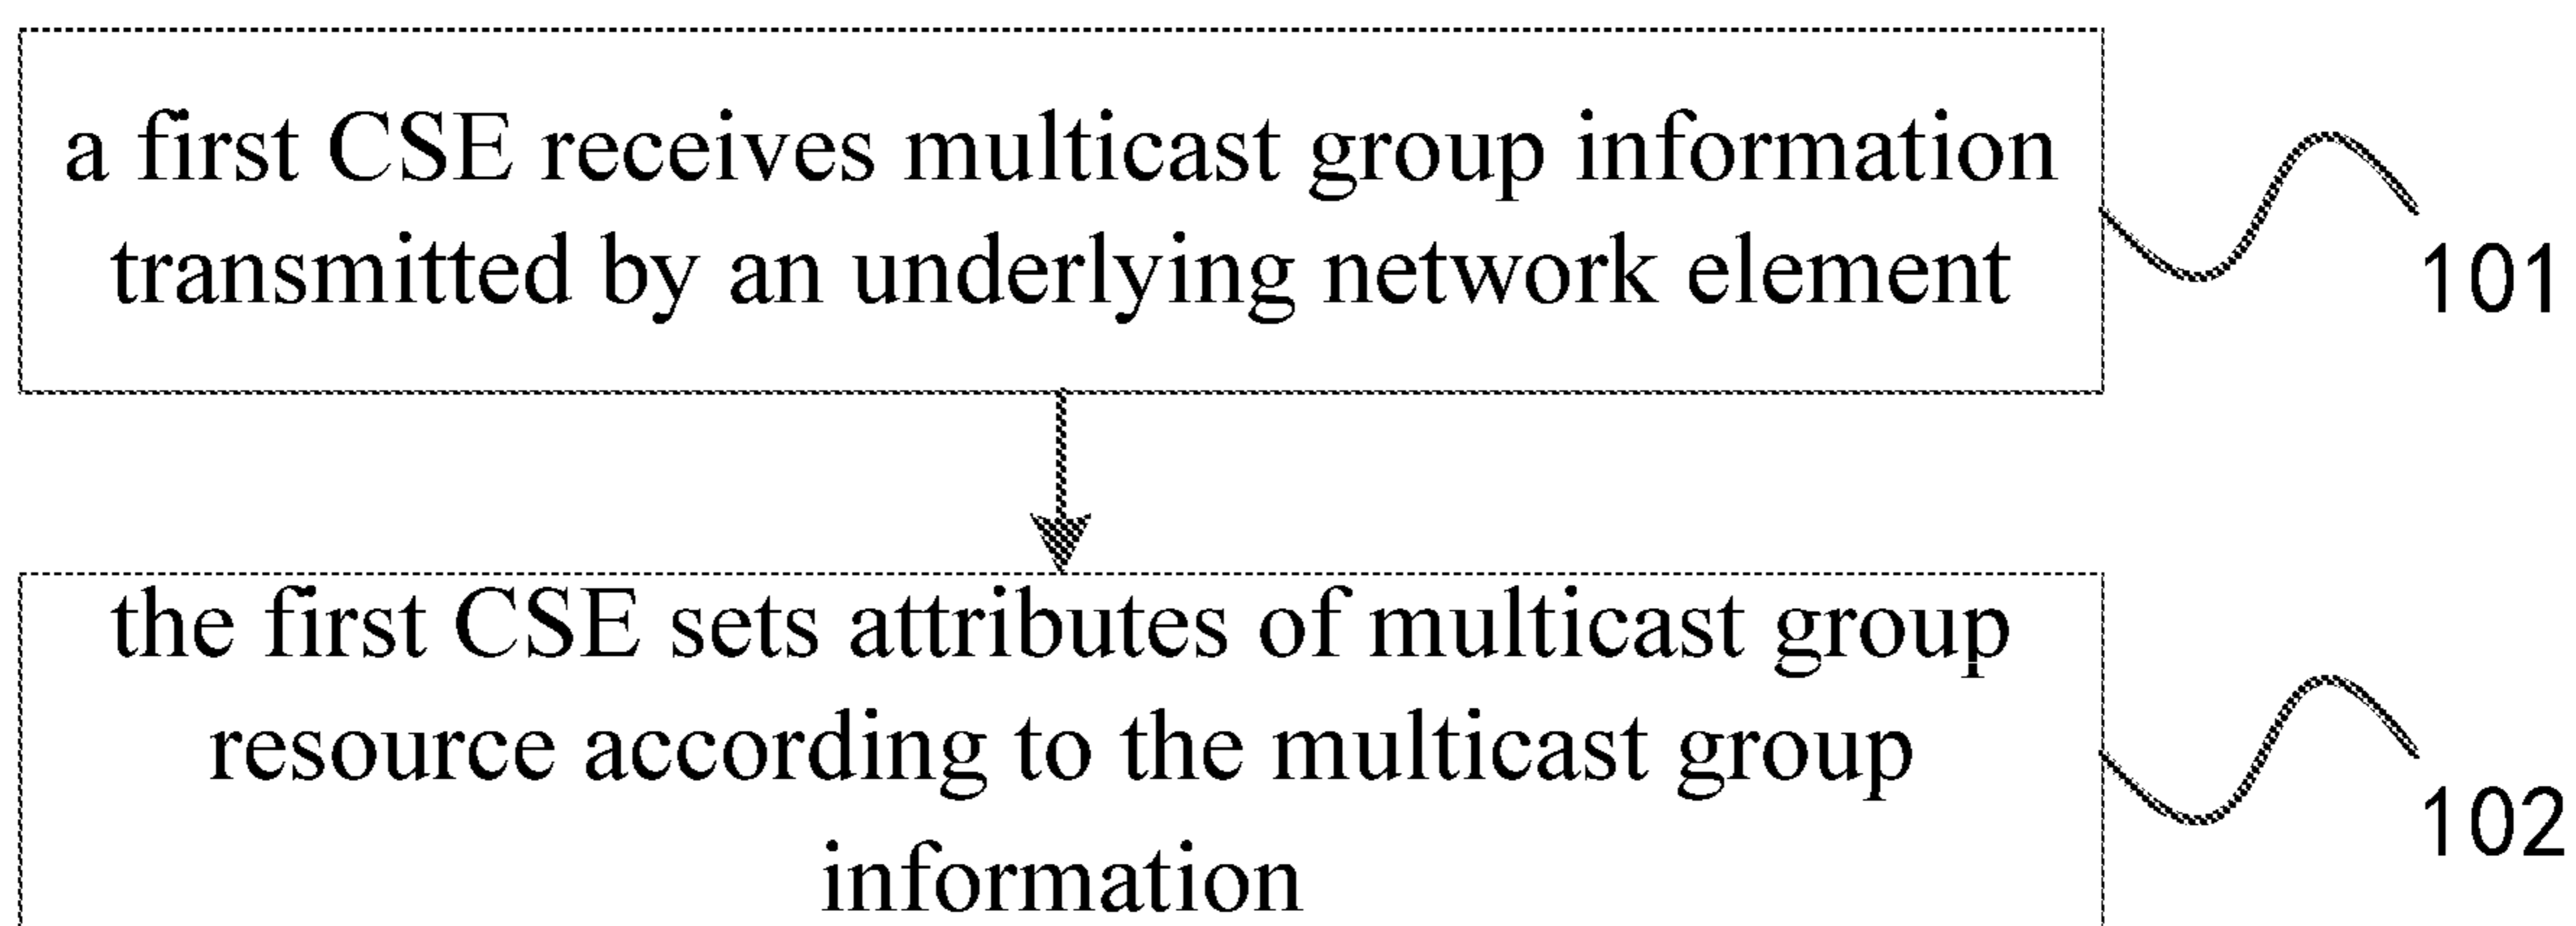 a first CSE receives multicast group information
transmitted by an underlying network element
101
the first CSE sets attributes of multicast group
resource according to the multicast group
information
102